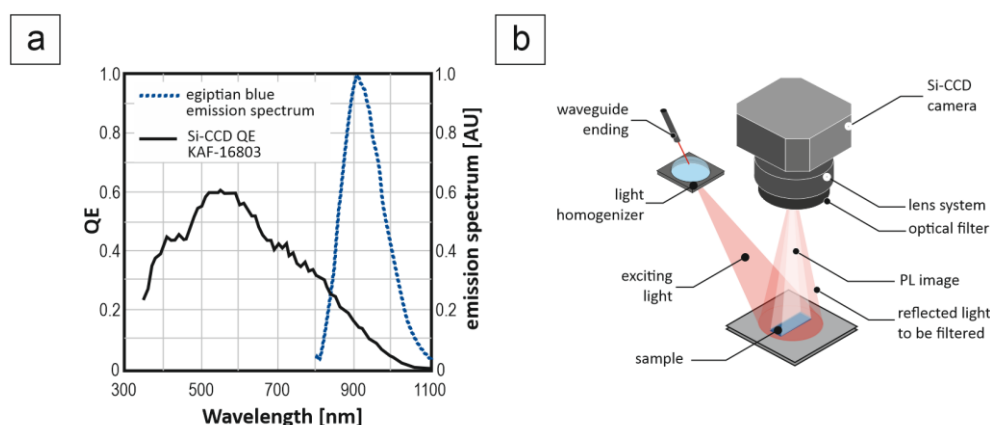 a
1.0
0.8
0.6
0.4
0.2
0
QE
egiptian blue
emission spectrum
Si-CCD QE
KAF-16803
1.0
0.8
0.6
0.4
0.2
0
emission spectrum [AU]
300
500
700
900
1100
Wavelength [nm]
b
waveguide
ending
light
homogenizer
exciting
light
sample
Si-CCD
camera
lens system
optical filter
PL image
reflected light
to be filtered